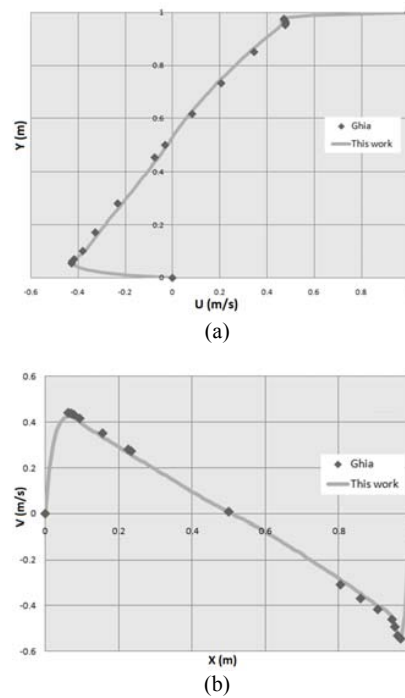 1
0.8
0.6
0.4
0.2
0
Y (m)
Ghia
This work
-0.6 -0.4 -0.2 0 0.2 0.4 0.6 0.8
U (m/s)
(a)
0.6
0.4
0.2
0
-0.2
-0.4
-0.6
V (m/s)
0 0.2 0.4 0.6 0.8
Ghia
This work
X (m)
(b)